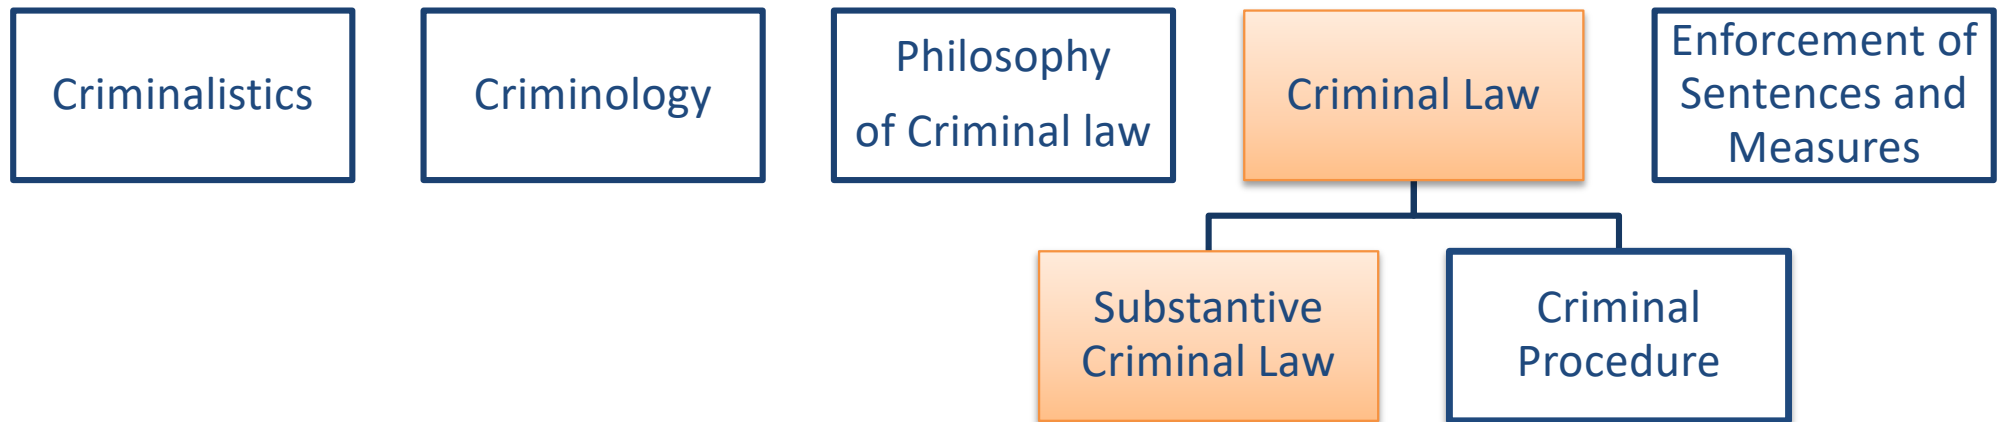 Criminalistics
Criminology
Philosophy
of Criminal law
Criminal Law
Enforcement of
Sentences and
Measures
Substantive
Criminal Law
Criminal
Procedure